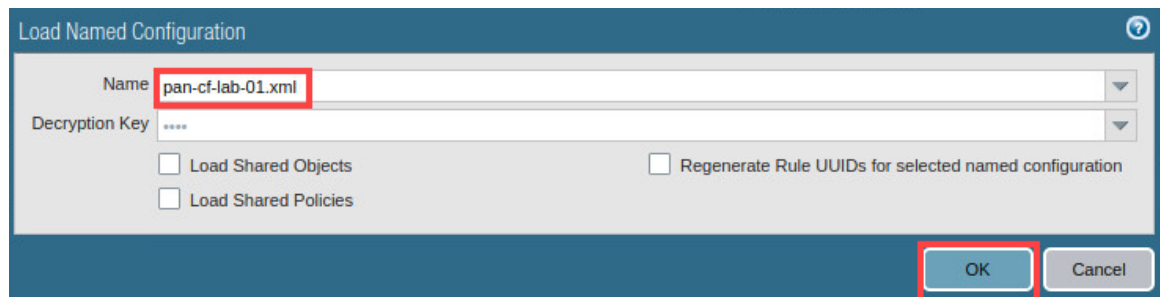 Load Named Configuration
Name pan-cf-lab-01.xml
Decryption Key ••••
Load Shared Objects Regenerate Rule UUIDs for selected named configuration
Load Shared Policies
OK Cancel